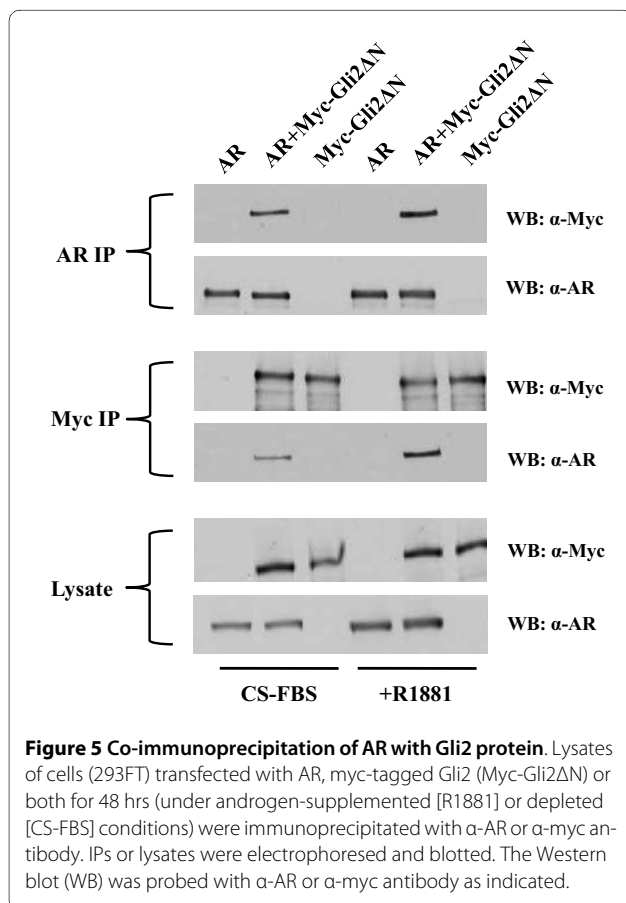 AR
AR+Myc-Gli2ΔN
Myc-Gli2ΔN
AR
AR+Myc-Gli2ΔN
Myc-Gli2ΔN
AR IP
WB: α-Myc
WB: α-AR
Myc IP
WB: α-Myc
WB: α-AR
Lysate
WB: α-Myc
WB: α-AR
CS-FBS
+R1881
Figure 5 Co-immunoprecipitation of AR with Gli2 protein. Lysates
of cells (293FT) transfected with AR, myc-tagged Gli2 (Myc-Gli2ΔN) or
both for 48 hrs (under androgen-supplemented [R1881] or depleted
[CS-FBS] conditions) were immunoprecipitated with α-AR or α-myc an-
tibody. IPs or lysates were electrophoresed and blotted. The Western
blot (WB) was probed with α-AR or α-myc antibody as indicated.